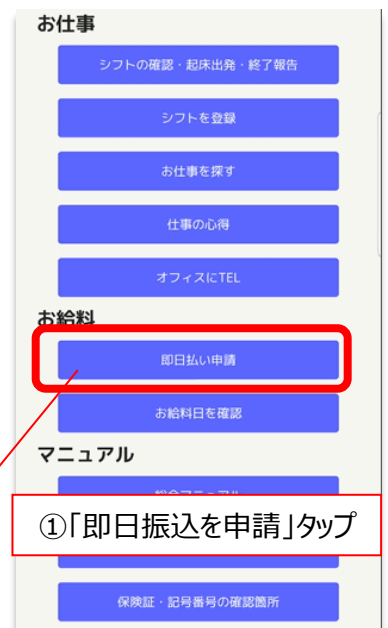 お仕事
シフトの確認・起床出発・終了報告
シフトを登録
お仕事を探す
仕事の心得
オフィスにTEL
お給料
即日払い申請
お給料日を確認
マニュアル
①「即日振込を申請」タップ
保険証・記号番号の確認箇所